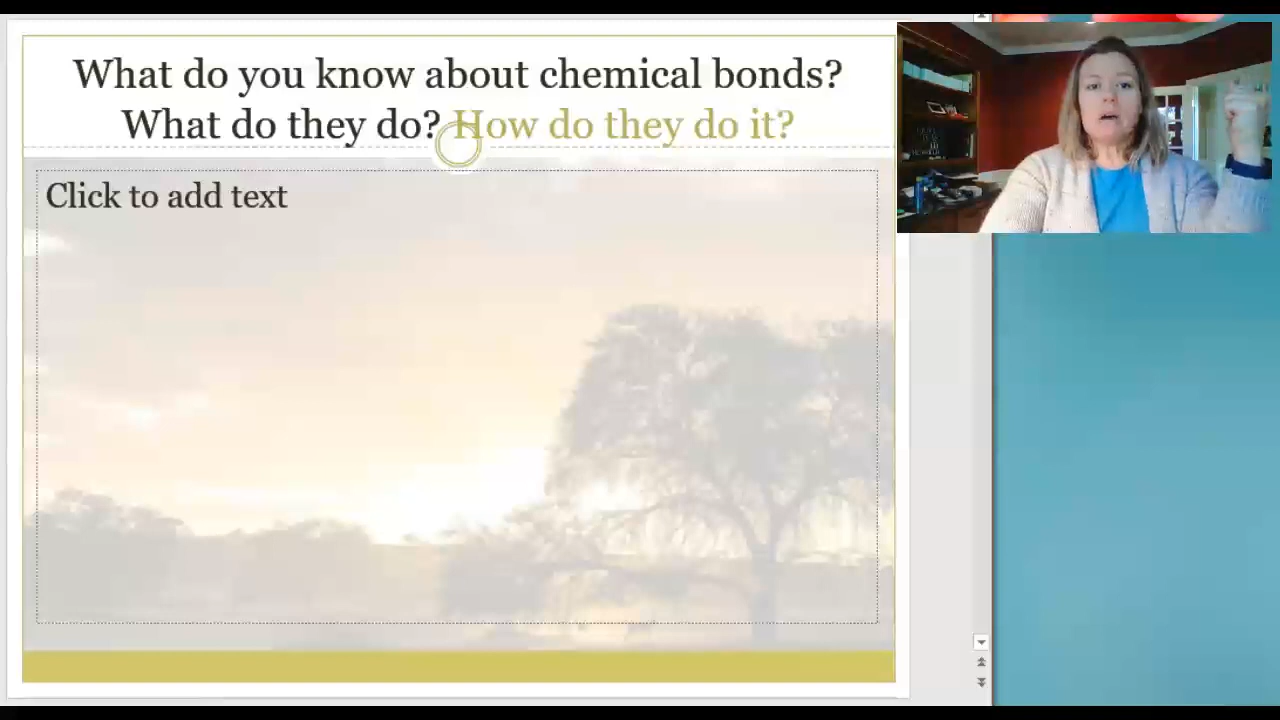 What do you know about chemical bonds?
What do they do? How do they do it?
Click to add text